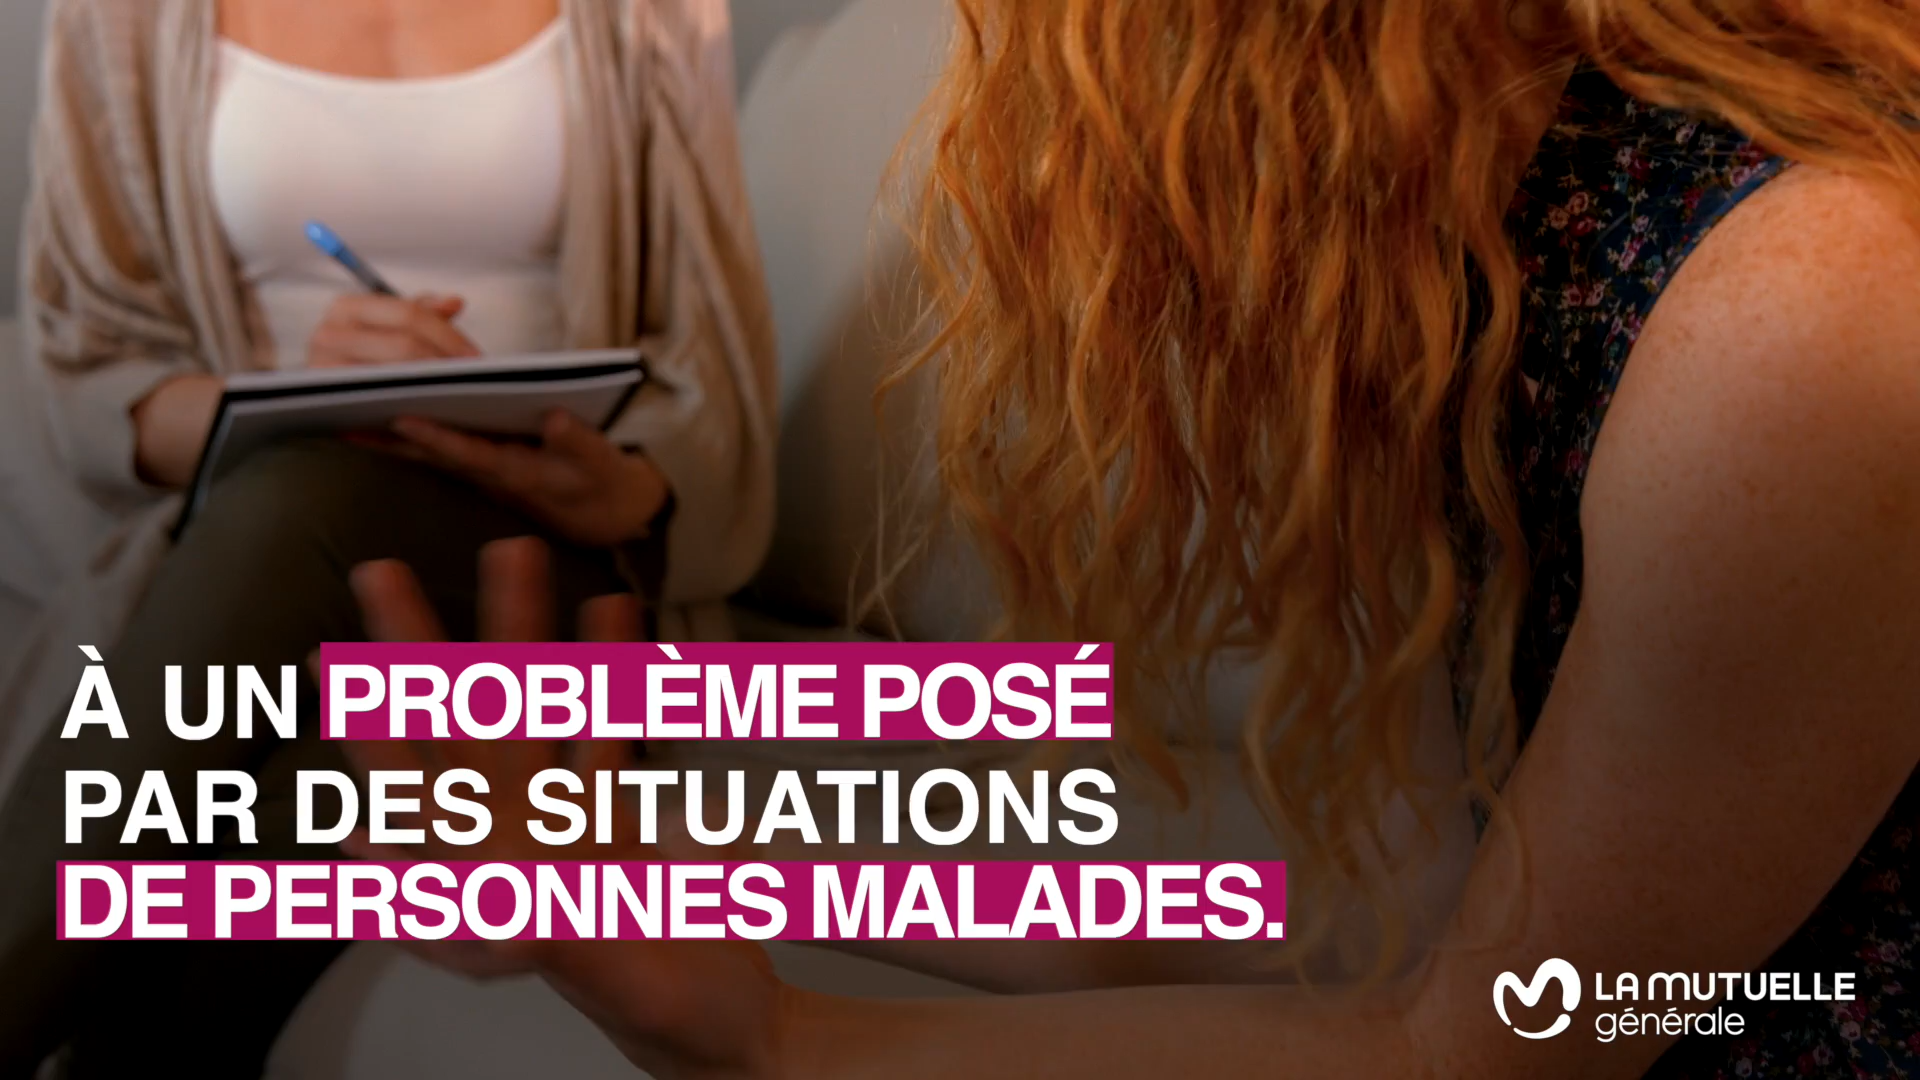 À UN PROBLÈME POSÉ
PAR DES SITUATIONS
DE PERSONNES MALADES.
LA MUTUELLE
générale